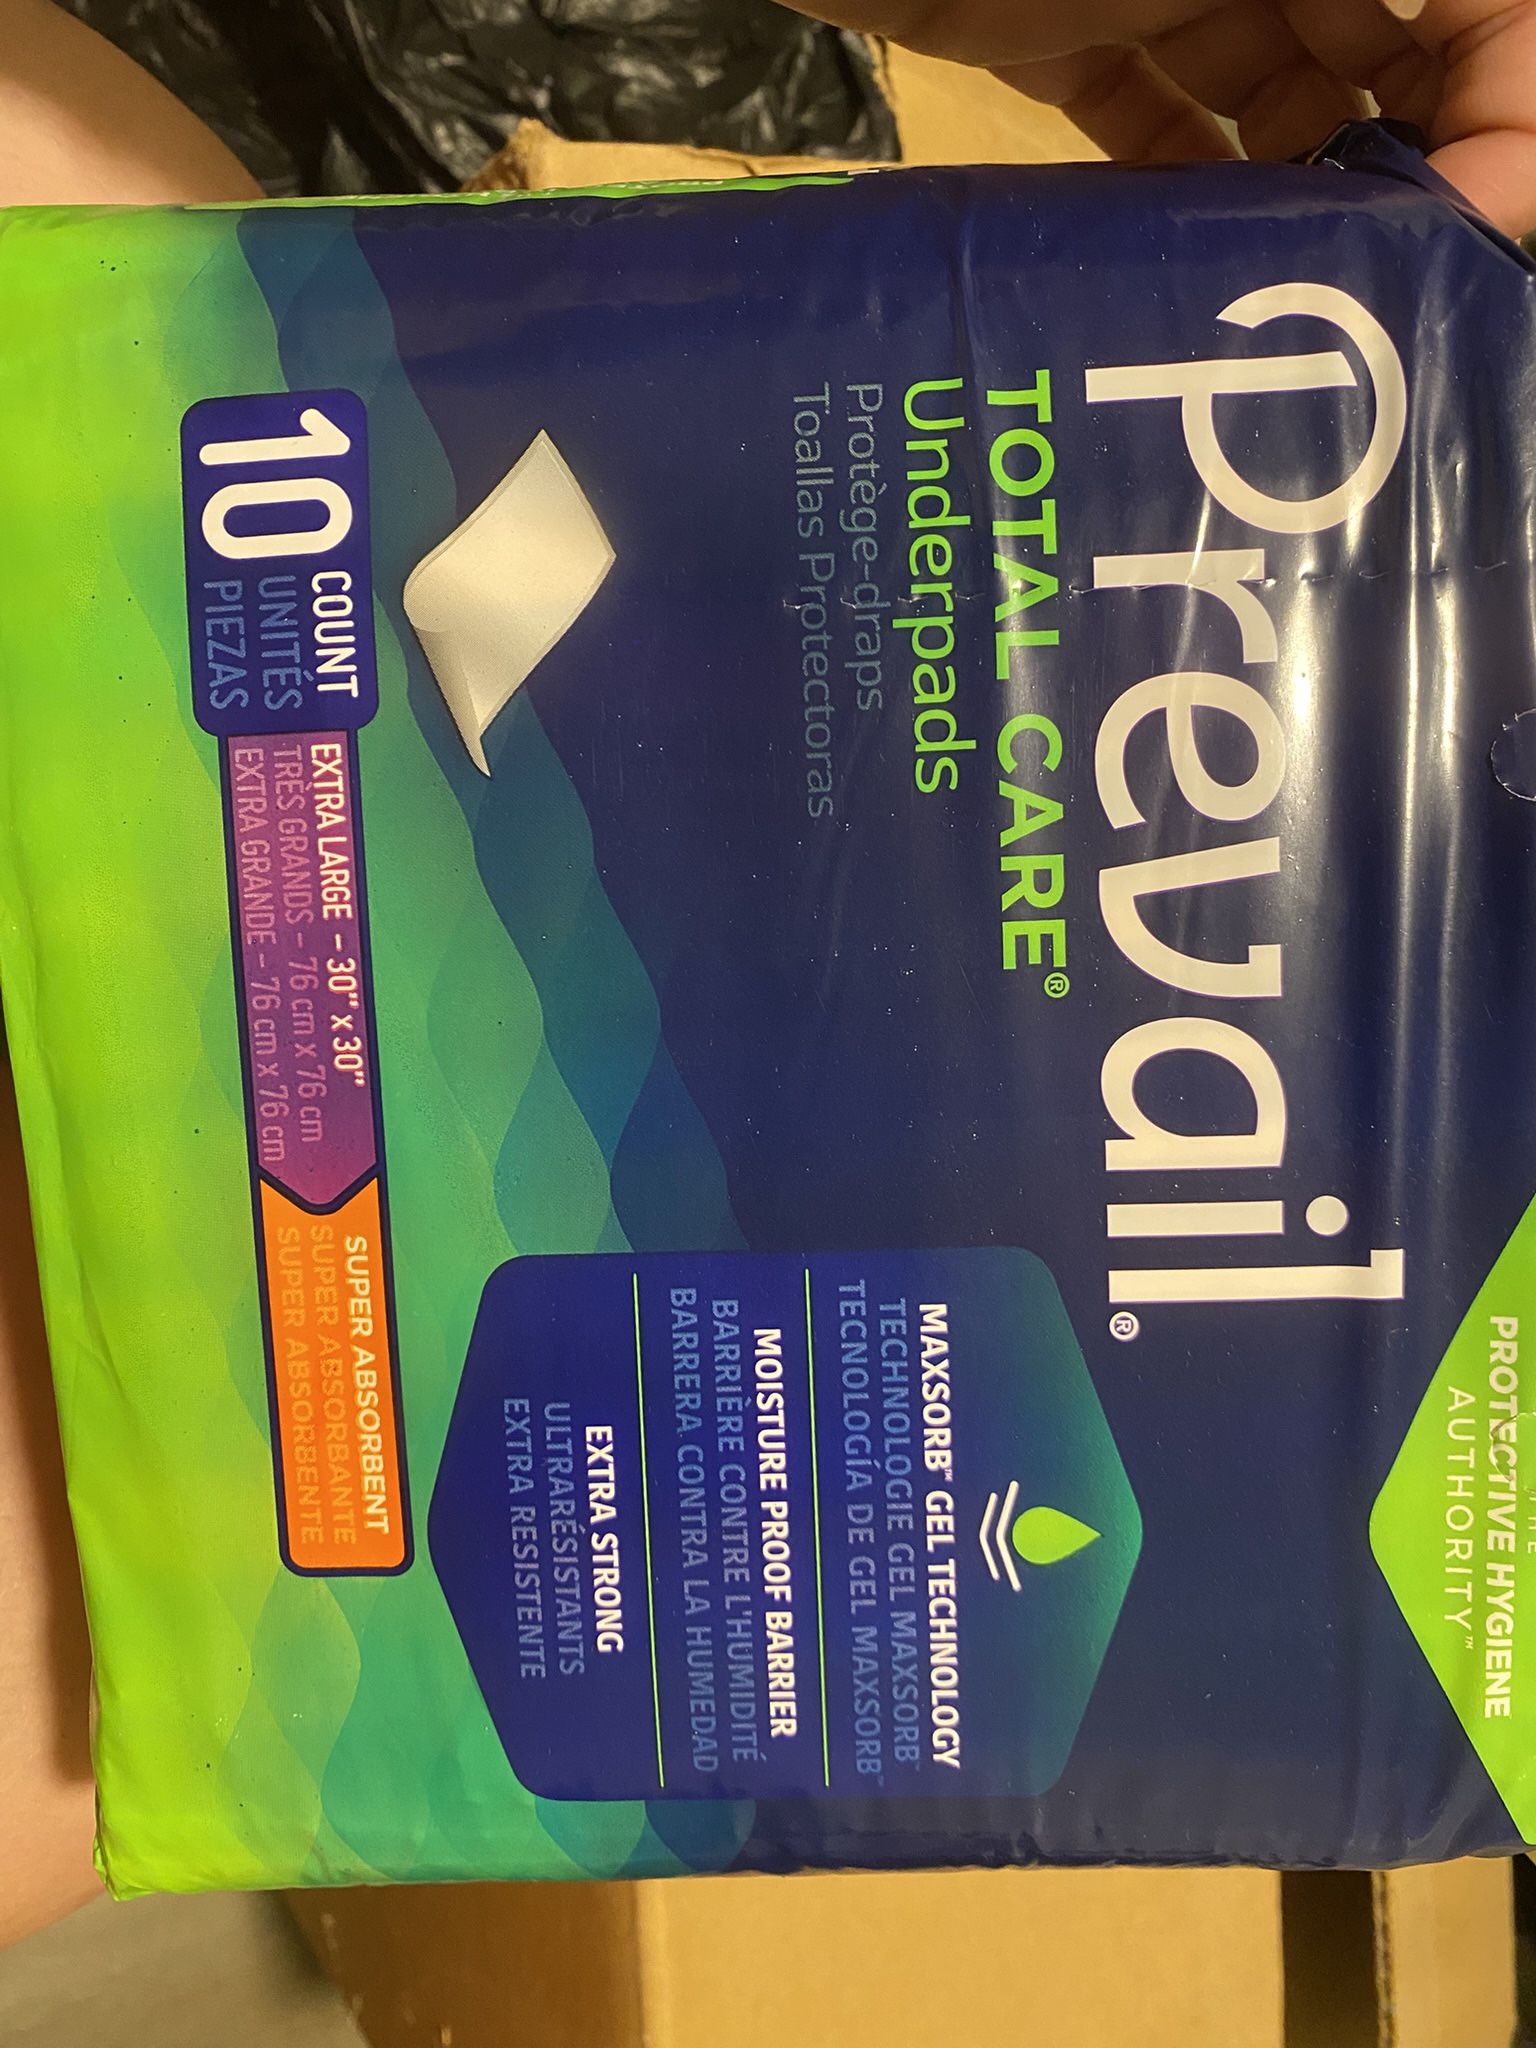 Prevail®
TOTAL CARE®
Underpads
Protège-draps
Toallas Protectoras
PROTECTIVE HYGIENE
AUTHORITY™
MAXSORB™ GEL TECHNOLOGY
TECHNOLOGIE GEL MAXSORB™
TECNOLOGÍA DE GEL MAXSORB™
MOISTURE PROOF BARRIER
BARRIÈRE CONTRE L'HUMIDITÉ
BARRERA CONTRA LA HUMEDAD
EXTRA STRONG
ULTRARÉSISTANTS
EXTRA RESISTENTE
10 COUNT
UNITÉS
PIEZAS
EXTRA LARGE – 30" x 30"
TRÈS GRANDS – 76 cm x 76 cm
EXTRA GRANDE – 76 cm x 76 cm
SUPER ABSORBENT
SUPER ABSORBANTE
SUPER ABSORBENTE